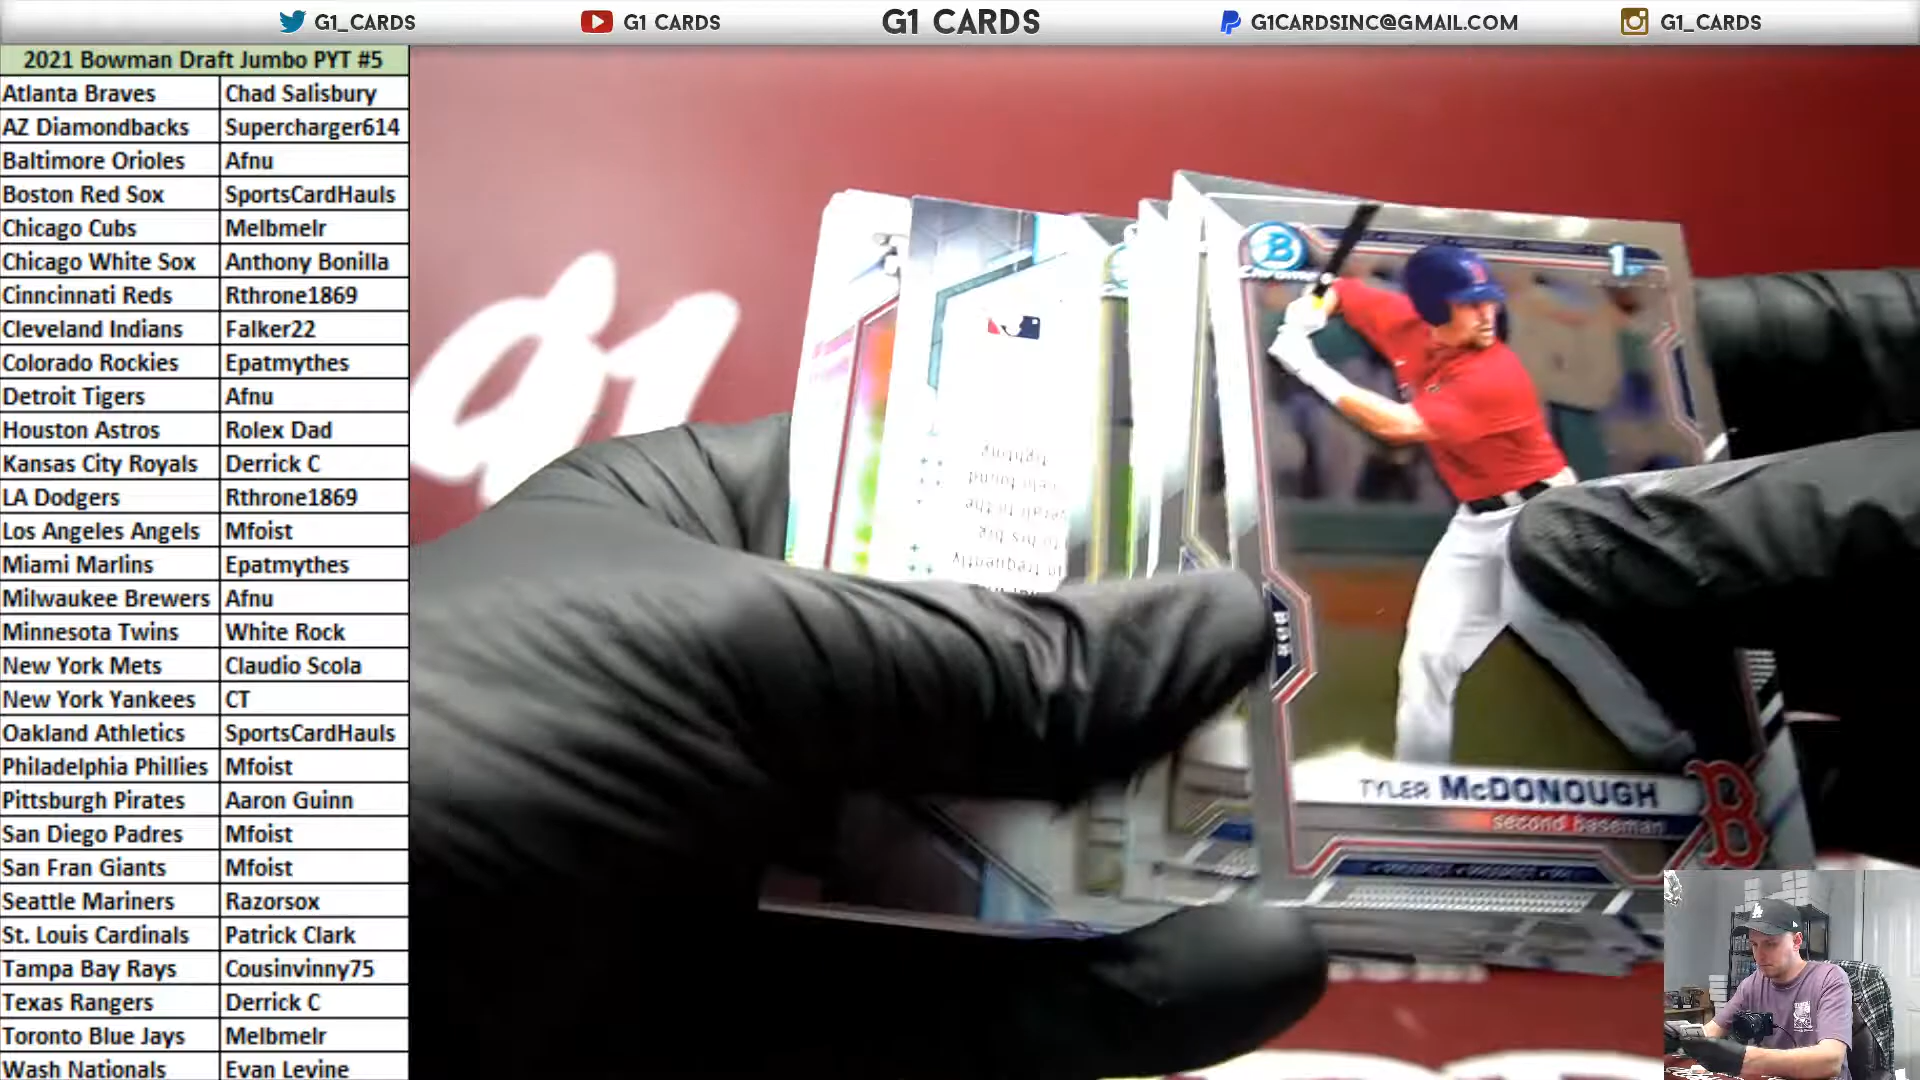 G1_CARDS G1 CARDS G1 CARDS G1CARDSINC@GMAIL.COM G1_CARDS
2021 Bowman Draft Jumbo PYT #5
Atlanta Braves Chad Salisbury
AZ Diamondbacks Supercharger614
Baltimore Orioles Afnu
Boston Red Sox SportsCardHauls
Chicago Cubs Melbmelr
Chicago White Sox Anthony Bonilla
Cinncinnati Reds Rthrone1869
Cleveland Indians Falker22
Colorado Rockies Epatmythes
Detroit Tigers Afnu
Houston Astros Rolex Dad
Kansas City Royals Derrick C
LA Dodgers Rthrone1869
Los Angeles Angels Mfoist
Miami Marlins Epatmythes
Milwaukee Brewers Afnu
Minnesota Twins White Rock
New York Mets Claudio Scola
New York Yankees CT
Oakland Athletics SportsCardHauls
Philadelphia Phillies Mfoist
Pittsburgh Pirates Aaron Guinn
San Diego Padres Mfoist
San Fran Giants Mfoist
Seattle Mariners Razorsox
St. Louis Cardinals Patrick Clark
Tampa Bay Rays Cousinvinny75
Texas Rangers Derrick C
Toronto Blue Jays Melbmelr
Wash Nationals Evan Levine
g1
B
Chrome
1st
TYLER McDONOUGH
second baseman
B